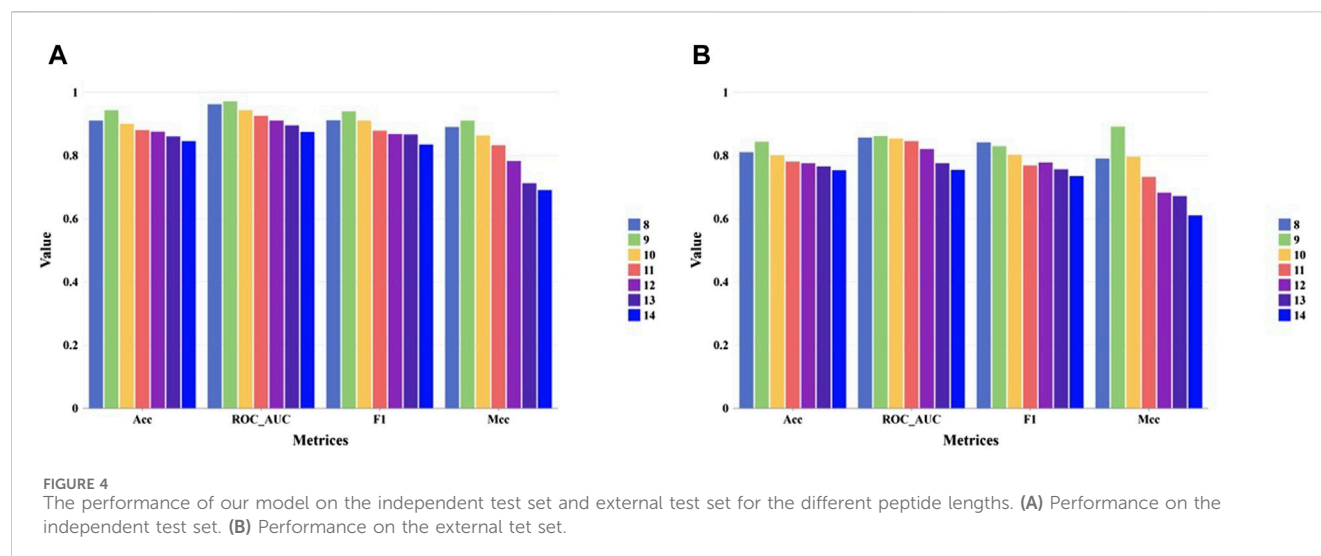 A
1
0.8
0.6
0.4
0.2
0
Value
Acc
ROC_AUC
F1
Mcc
Metrices
8
9
10
11
12
13
14
B
1
0.8
0.6
0.4
0.2
0
Value
Acc
ROC_AUC
F1
Mcc
Metrices
8
9
10
11
12
13
14
FIGURE 4
The performance of our model on the independent test set and external test set for the different peptide lengths. (A) Performance on the
independent test set. (B) Performance on the external tet set.